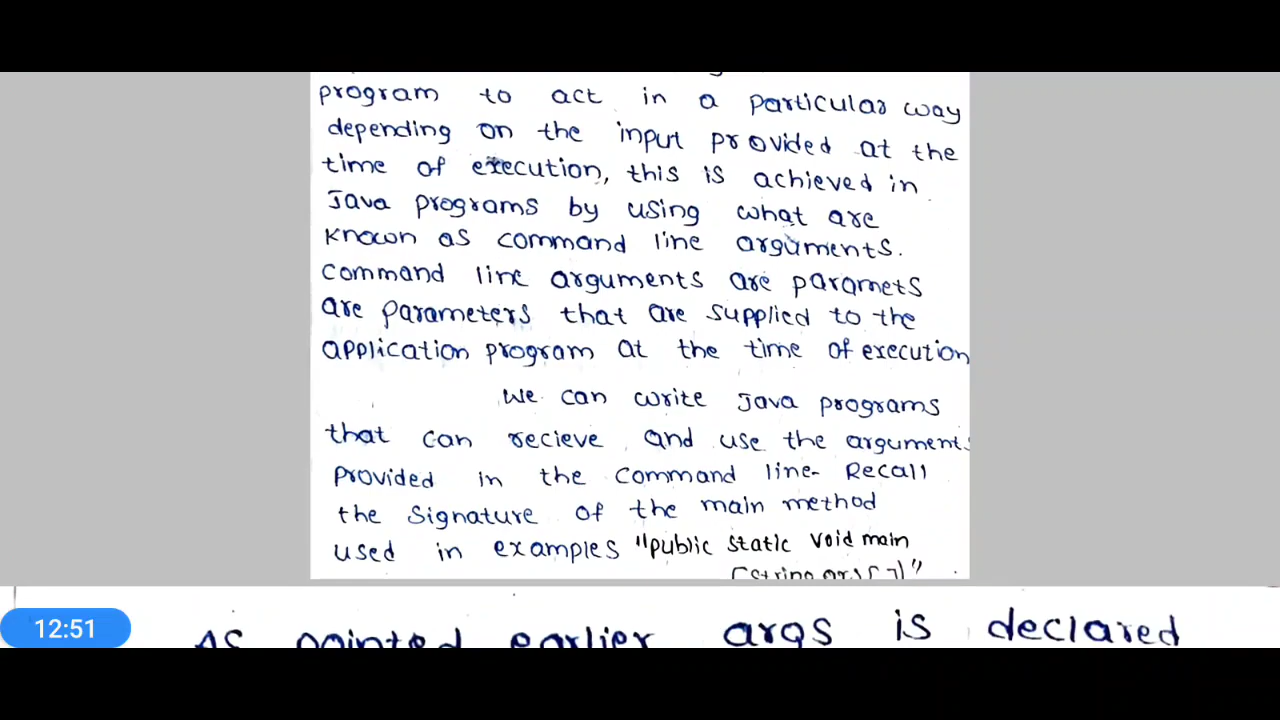 program to act in a particular way
depending on the input provided at the
time of execution, this is achieved in
Java programs by using what are
known as command line arguments.
command line arguments are paramets
are parameters that are supplied to the
application program at the time of execution
We can write Java programs
that can recieve and use the arguments
provided in the command line. Recall
the signature of the main method
used in examples "public static void main
12:51
As pointed earlier args is declared